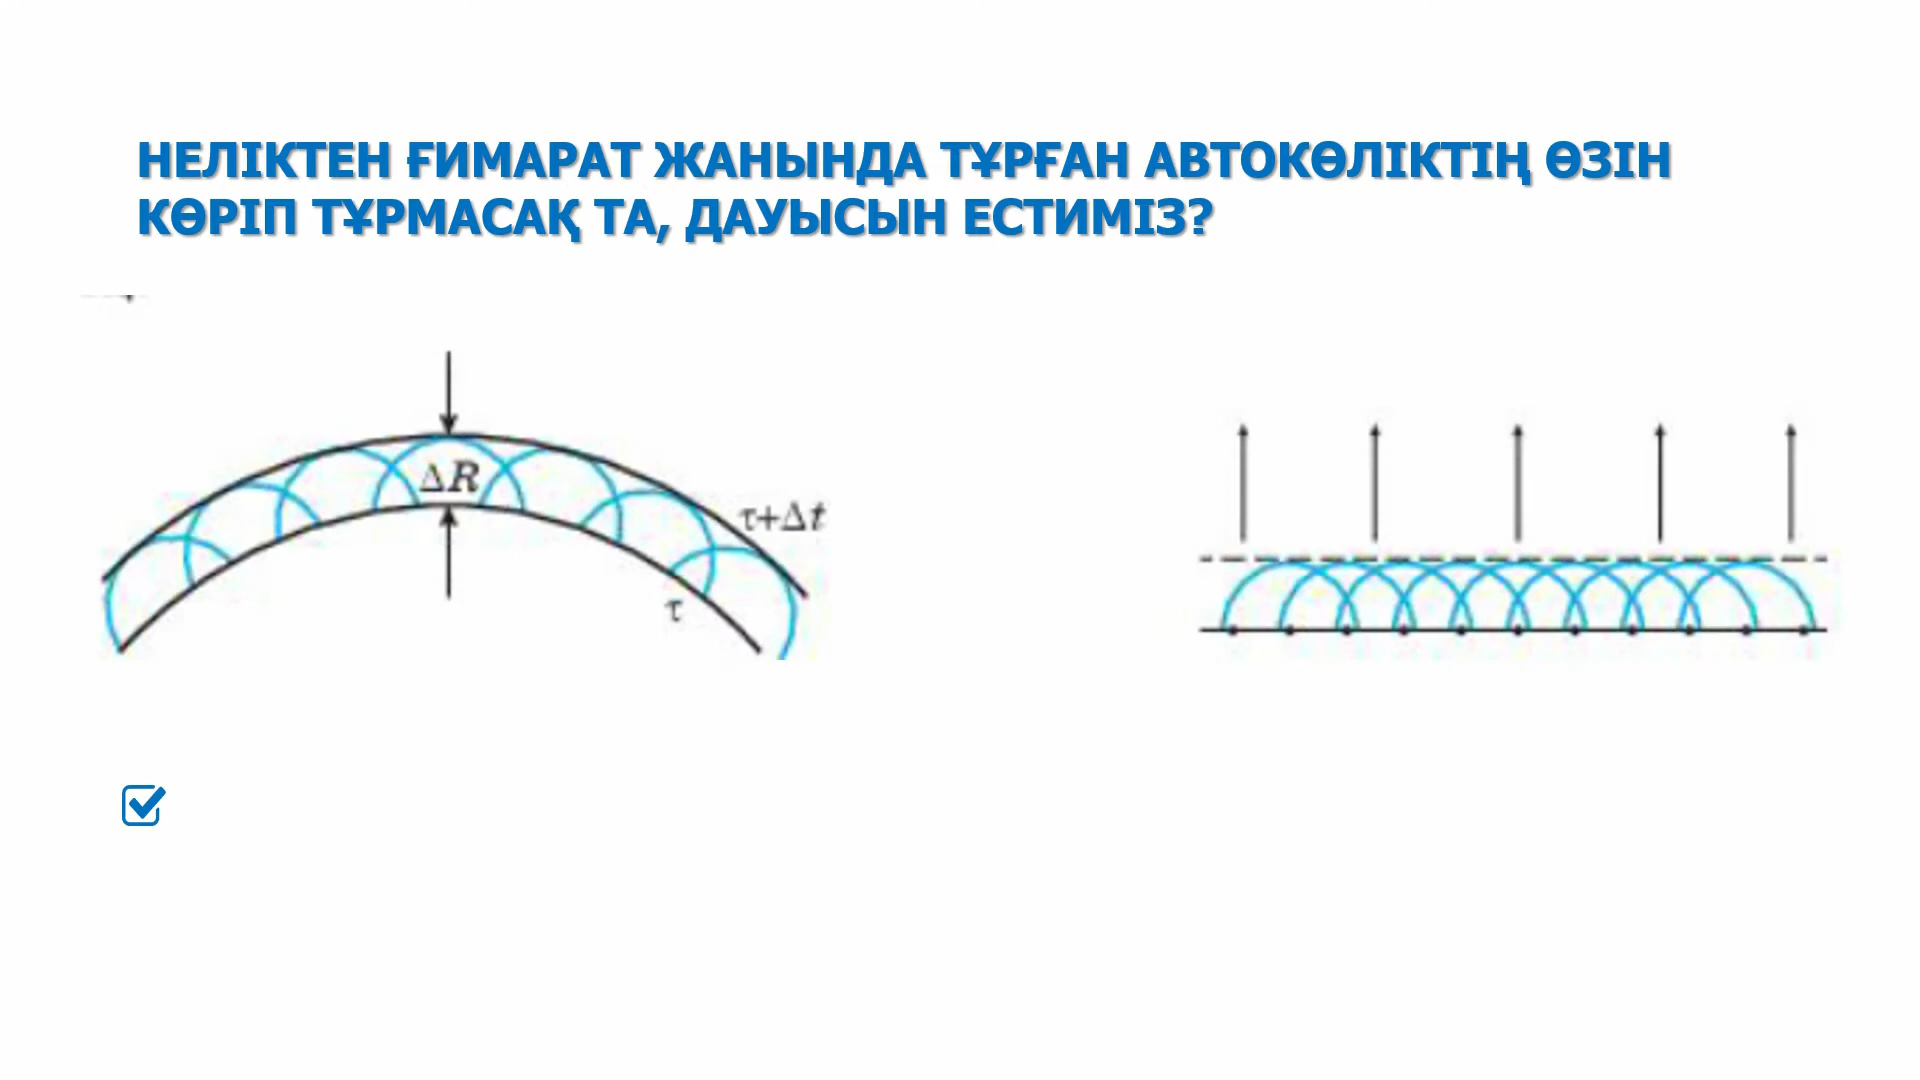 НЕЛІКТЕН ҒИМАРАТ ЖАНЫНДА ТҰРҒАН АВТОКӨЛІКТІҢ ӨЗІН
КӨРІП ТҰРМАСАҚ ТА, ДАУЫСЫН ЕСТИМІЗ?
ΔR
τ+Δt
τ